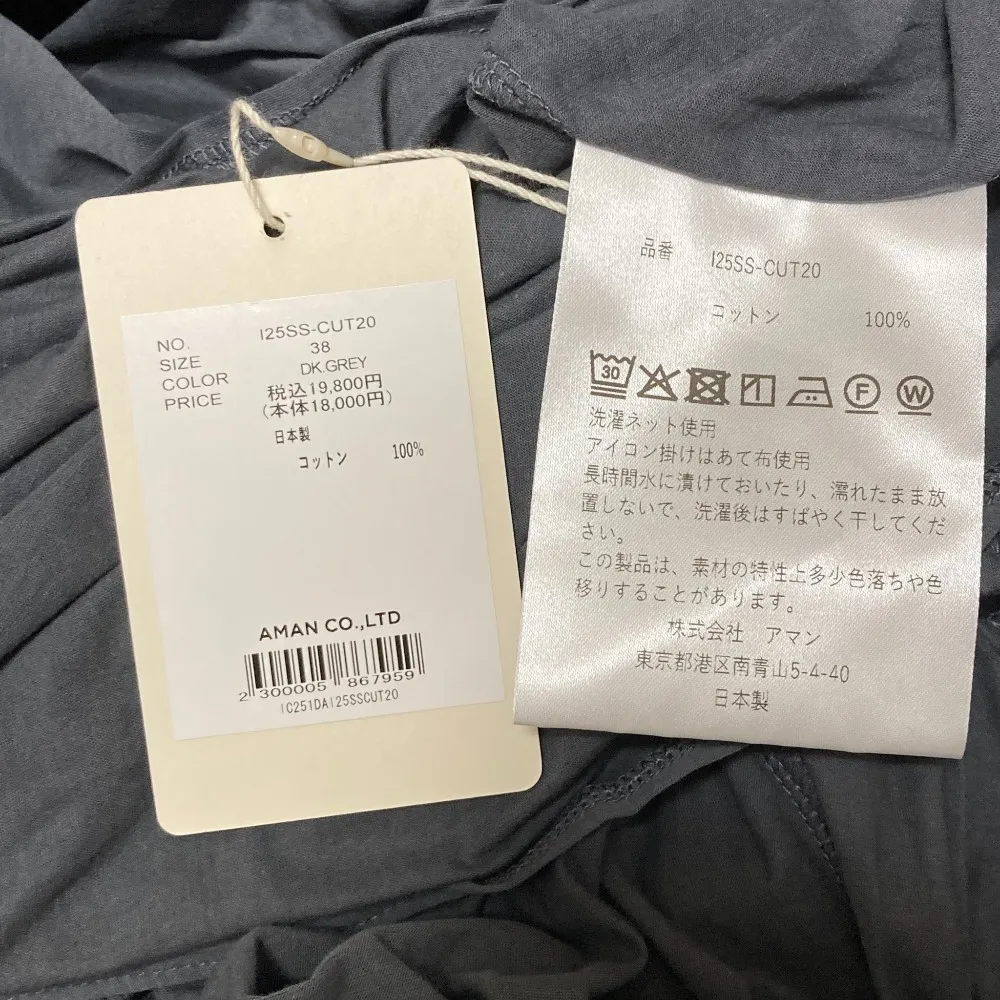 NO. I25SS-CUT20
SIZE 38
COLOR DK.GREY
PRICE 税込19,800円
(本体18,000円)
日本製
コットン 100%
AMAN CO.,LTD
2 300005 867959
IC251DAI25SSCUT20
品番 I25SS-CUT20
コットン 100%
30
F
W
洗濯ネット使用
アイロン掛けはあて布使用
長時間水に漬けておいたり、濡れたまま放
置しないで、洗濯後はすばやく干してくだ
さい。
この製品は、素材の特性上多少色落ちや色
移りすることがあります。
株式会社 アマン
東京都港区南青山5-4-40
日本製